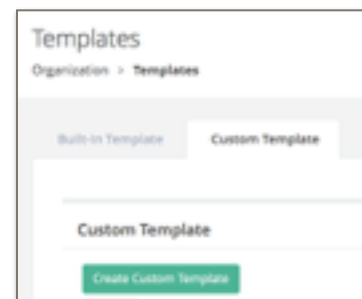 Templates
Organization > Templates
Built-In Template Custom Template
Custom Template
Create Custom Template